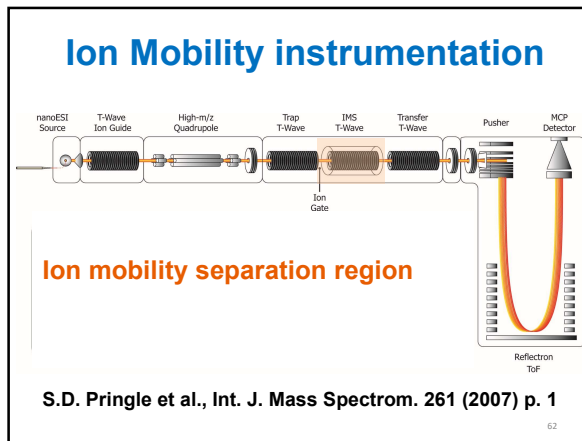 Ion Mobility instrumentation
nanoESI
Source
T-Wave
Ion Guide
High-m/z
Quadrupole
Trap
T-Wave
IMS
T-Wave
Transfer
T-Wave
Pusher
MCP
Detector
Ion
Gate
Ion mobility separation region
Reflectron
ToF
S.D. Pringle et al., Int. J. Mass Spectrom. 261 (2007) p. 1
62